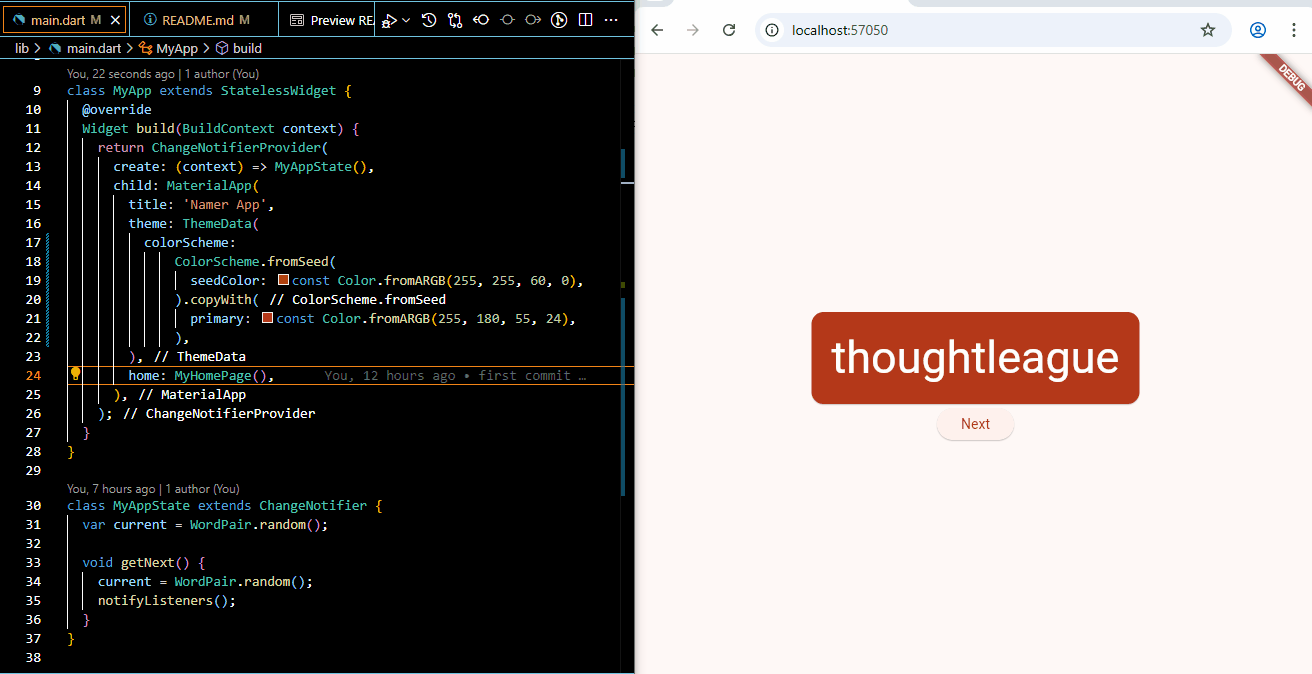 main.dart M
README.md M
Preview RE
lib > main.dart > MyApp > build
You, 22 seconds ago | 1 author (You)
9 class MyApp extends StatelessWidget {
10 @override
11 Widget build(BuildContext context) {
12 return ChangeNotifierProvider(
13 create: (context) => MyAppState(),
14 child: MaterialApp(
15 title: 'Namer App',
16 theme: ThemeData(
17 colorScheme:
18 ColorScheme.fromSeed(
19 seedColor: const Color.fromARGB(255, 255, 60, 0),
20 ).copyWith( // ColorScheme.fromSeed
21 primary: const Color.fromARGB(255, 180, 55, 24),
22 ),
23 ), // ThemeData
24 home: MyHomePage(), You, 12 hours ago • first commit …
25 ), // MaterialApp
26 ); // ChangeNotifierProvider
27 }
28 }
29
You, 7 hours ago | 1 author (You)
30 class MyAppState extends ChangeNotifier {
31 var current = WordPair.random();
32
33 void getNext() {
34 current = WordPair.random();
35 notifyListeners();
36 }
37 }
38
localhost:57050
DEBUG
thoughtleague
Next